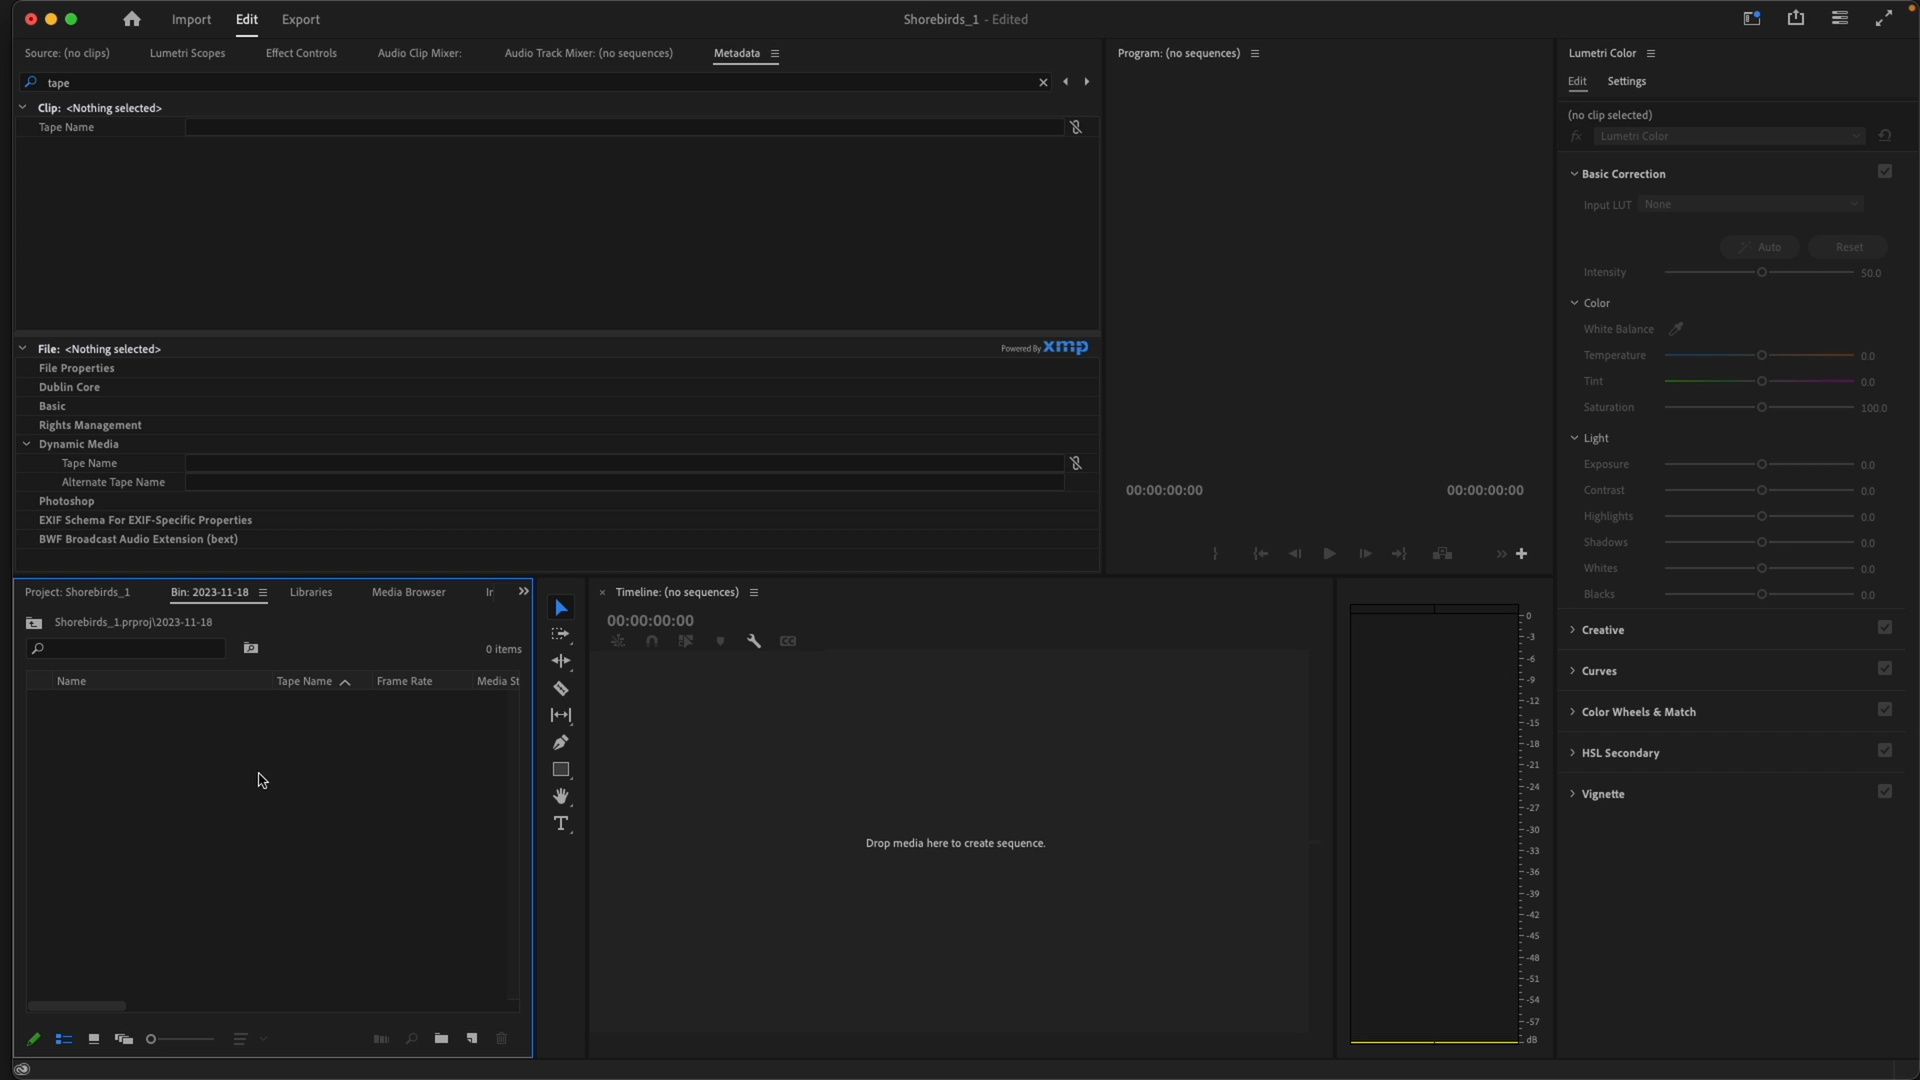 Import Edit Export Shorebirds_1 - Edited
Source: (no clips) Lumetri Scopes Effect Controls Audio Clip Mixer: Audio Track Mixer: (no sequences) Metadata
tape
Clip: <Nothing selected>
Tape Name
File: <Nothing selected> Powered By xmp
File Properties
Dublin Core
Basic
Rights Management
Dynamic Media
Tape Name
Alternate Tape Name
Photoshop
EXIF Schema For EXIF-Specific Properties
BWF Broadcast Audio Extension (bext)
Program: (no sequences)
00:00:00:00 00:00:00:00
Lumetri Color
Edit Settings
(no clip selected)
fx Lumetri Color
Basic Correction
Input LUT None
Auto Reset
Intensity 50.0
Color
White Balance
Temperature 0.0
Tint 0.0
Saturation 100.0
Light
Exposure 0.0
Contrast 0.0
Highlights 0.0
Shadows 0.0
Whites 0.0
Blacks 0.0
Creative
Curves
Color Wheels & Match
HSL Secondary
Vignette
Project: Shorebirds_1 Bin: 2023-11-18 Libraries Media Browser Ir
Shorebirds_1.prproj\2023-11-18
0 items
Name Tape Name Frame Rate Media St
Timeline: (no sequences)
00:00:00:00
CC
T
Drop media here to create sequence.
0
-3
-6
-9
-12
-15
-18
-21
-24
-27
-30
-33
-36
-39
-42
-45
-48
-51
-54
-57
dB